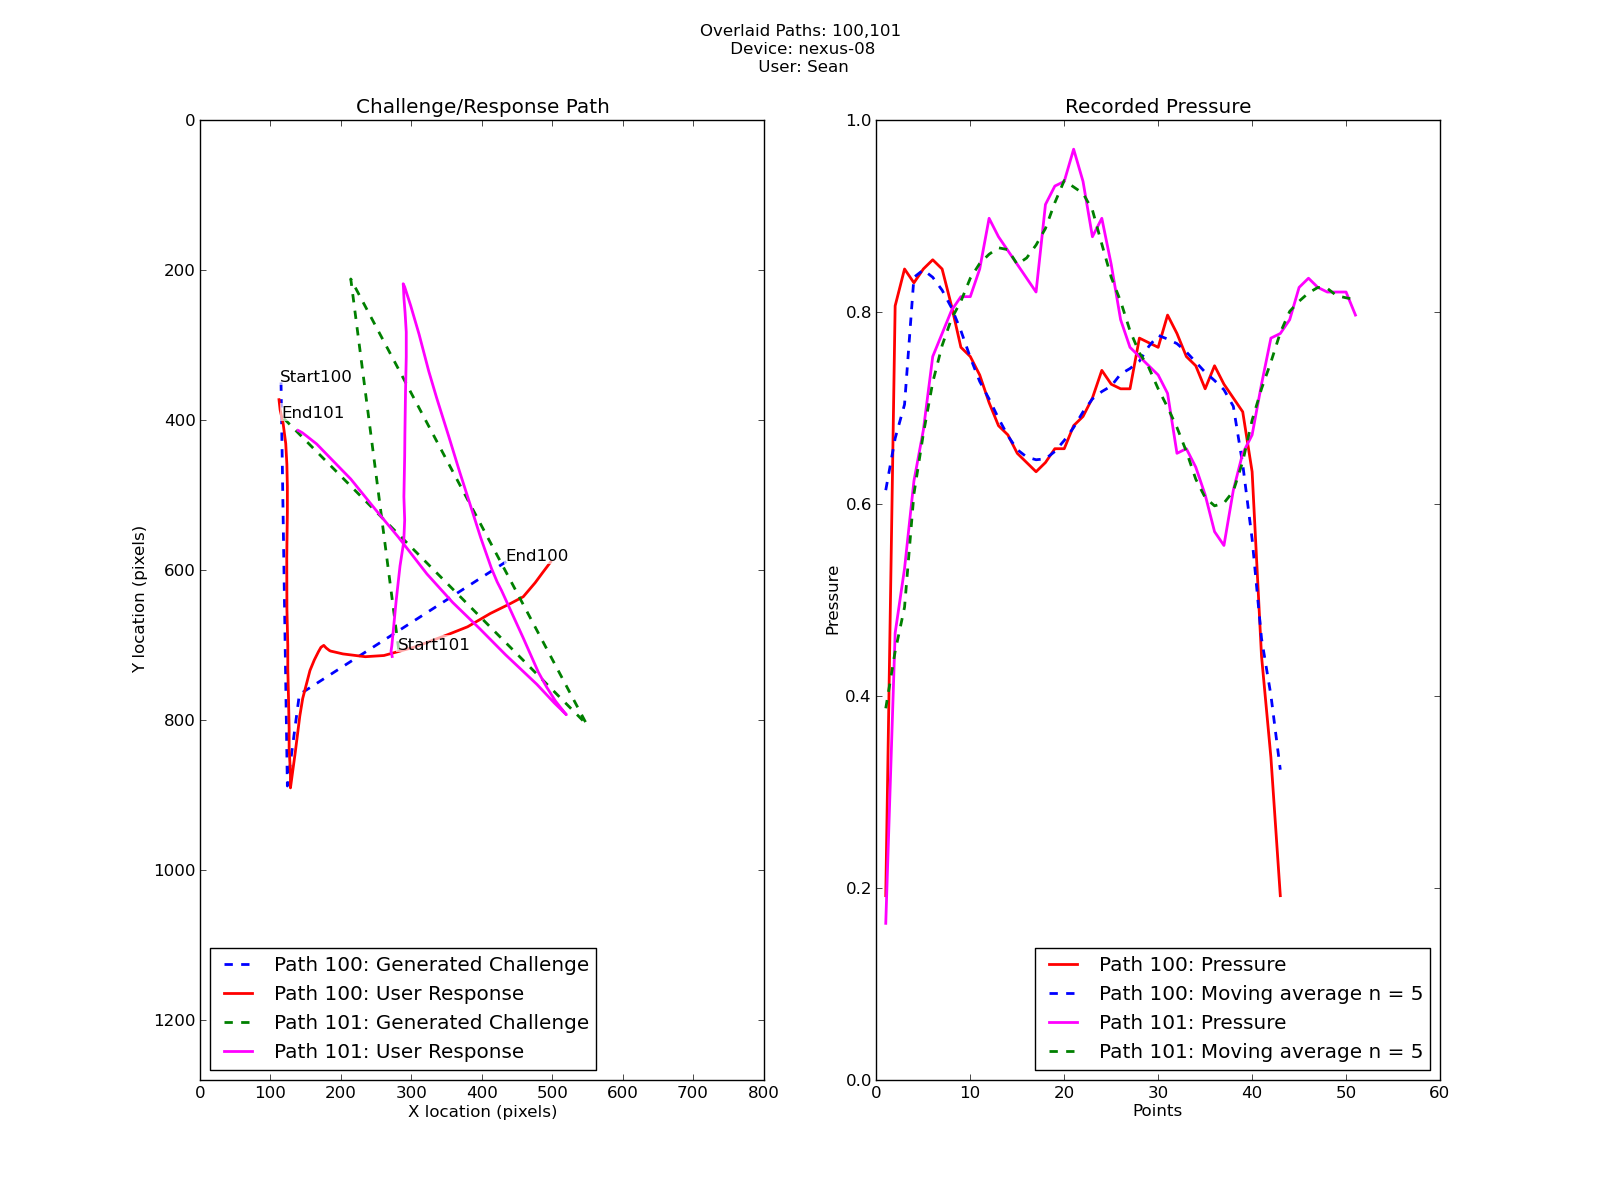 Overlaid Paths: 100,101
Device: nexus-08
User: Sean
Challenge/Response Path
0
200
400
600
800
1000
1200
Y location (pixels)
Start100
End101
End100
Start101
Path 100: Generated Challenge
Path 100: User Response
Path 101: Generated Challenge
Path 101: User Response
0 100 200 300 400 500 600 700 800
X location (pixels)
Recorded Pressure
1.0
0.8
0.6
0.4
0.2
0.0
Pressure
Path 100: Pressure
Path 100: Moving average n = 5
Path 101: Pressure
Path 101: Moving average n = 5
0 10 20 30 40 50 60
Points